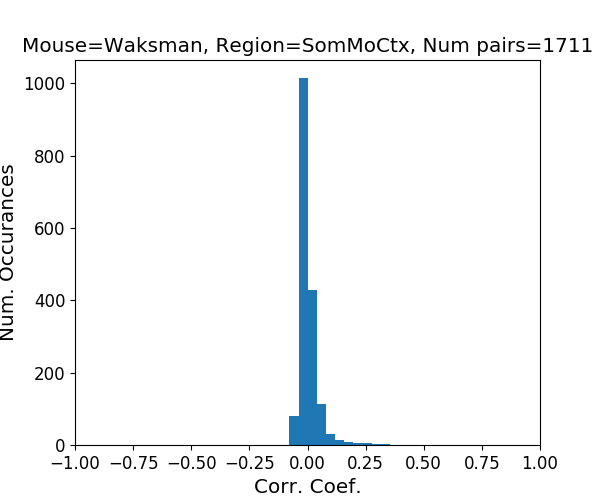 Mouse=Waksman, Region=SomMoCtx, Num pairs=1711
1000
800
600
400
200
0
Num. Occurances
−1.00 −0.75 −0.50 −0.25 0.00 0.25 0.50 0.75 1.00
Corr. Coef.